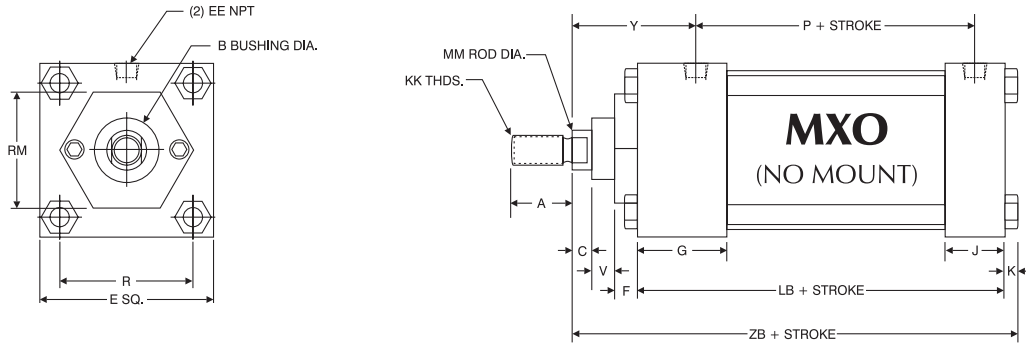 (2) EE NPT
B BUSHING DIA.
RM
R
E SQ.
Y
P + STROKE
MM ROD DIA.
KK THDS.
MXO
(NO MOUNT)
A
C
V
F
G
J
K
LB + STROKE
ZB + STROKE